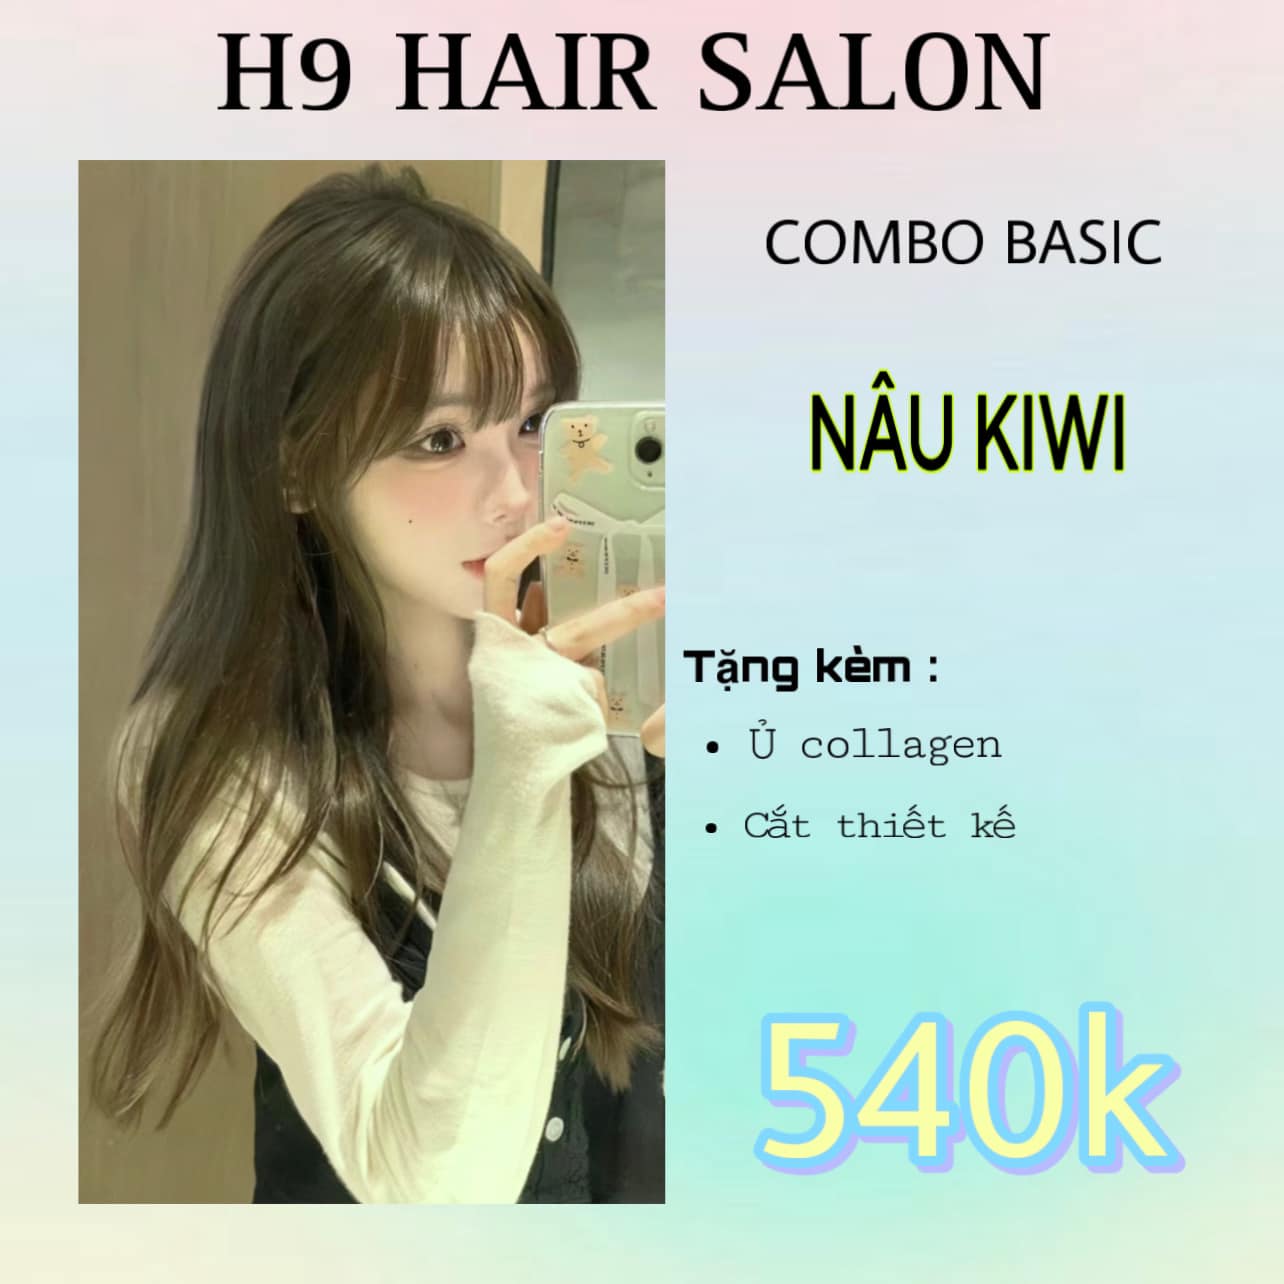 H9 HAIR SALON
COMBO BASIC
NÂU KIWI
Tặng kèm :
• Ủ collagen
• Cắt thiết kế
540k